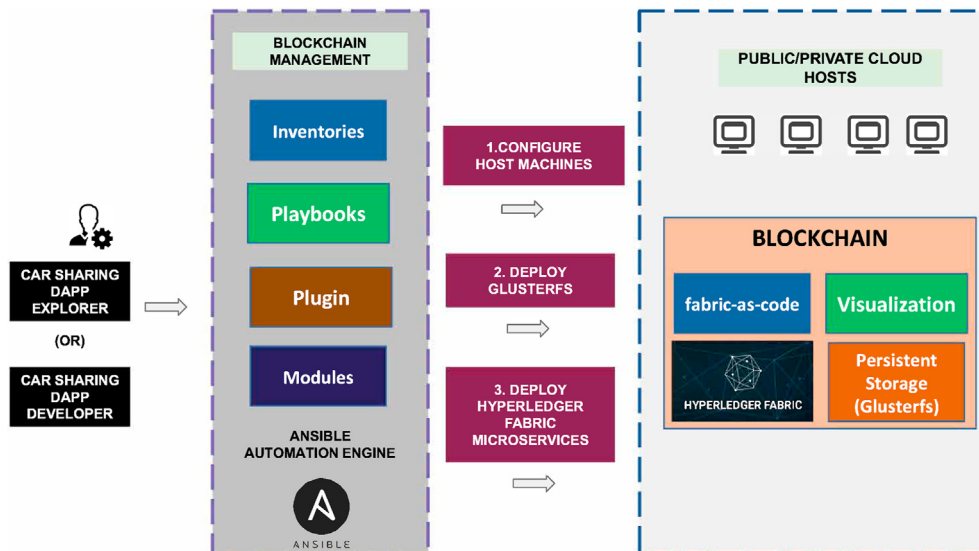 CAR SHARING
DAPP
EXPLORER
(OR)
CAR SHARING
DAPP
DEVELOPER
BLOCKCHAIN
MANAGEMENT
Inventories
Playbooks
Plugin
Modules
ANSIBLE
AUTOMATION ENGINE
ANSIBLE
1.CONFIGURE
HOST MACHINES
2. DEPLOY
GLUSTERFS
3. DEPLOY
HYPERLEDGER
FABRIC
MICROSERVICES
PUBLIC/PRIVATE CLOUD
HOSTS
BLOCKCHAIN
fabric-as-code
Visualization
HYPERLEDGER FABRIC
Persistent
Storage
(Glusterfs)